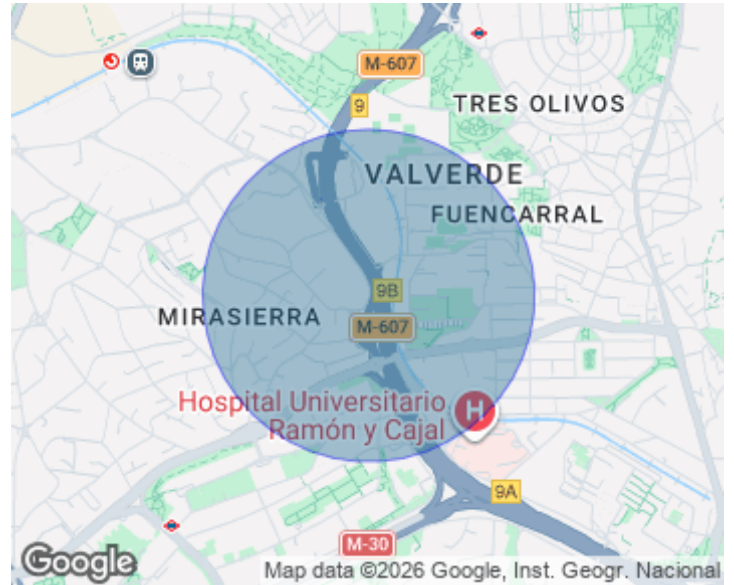 M-607
9
TRES OLIVOS
VALVERDE
FUENCARRAL
9B
MIRASIERRA
M-607
Hospital Universitario
Ramón y Cajal
H
9A
M-30
Google
Map data ©2026 Google, Inst. Geogr. Nacional